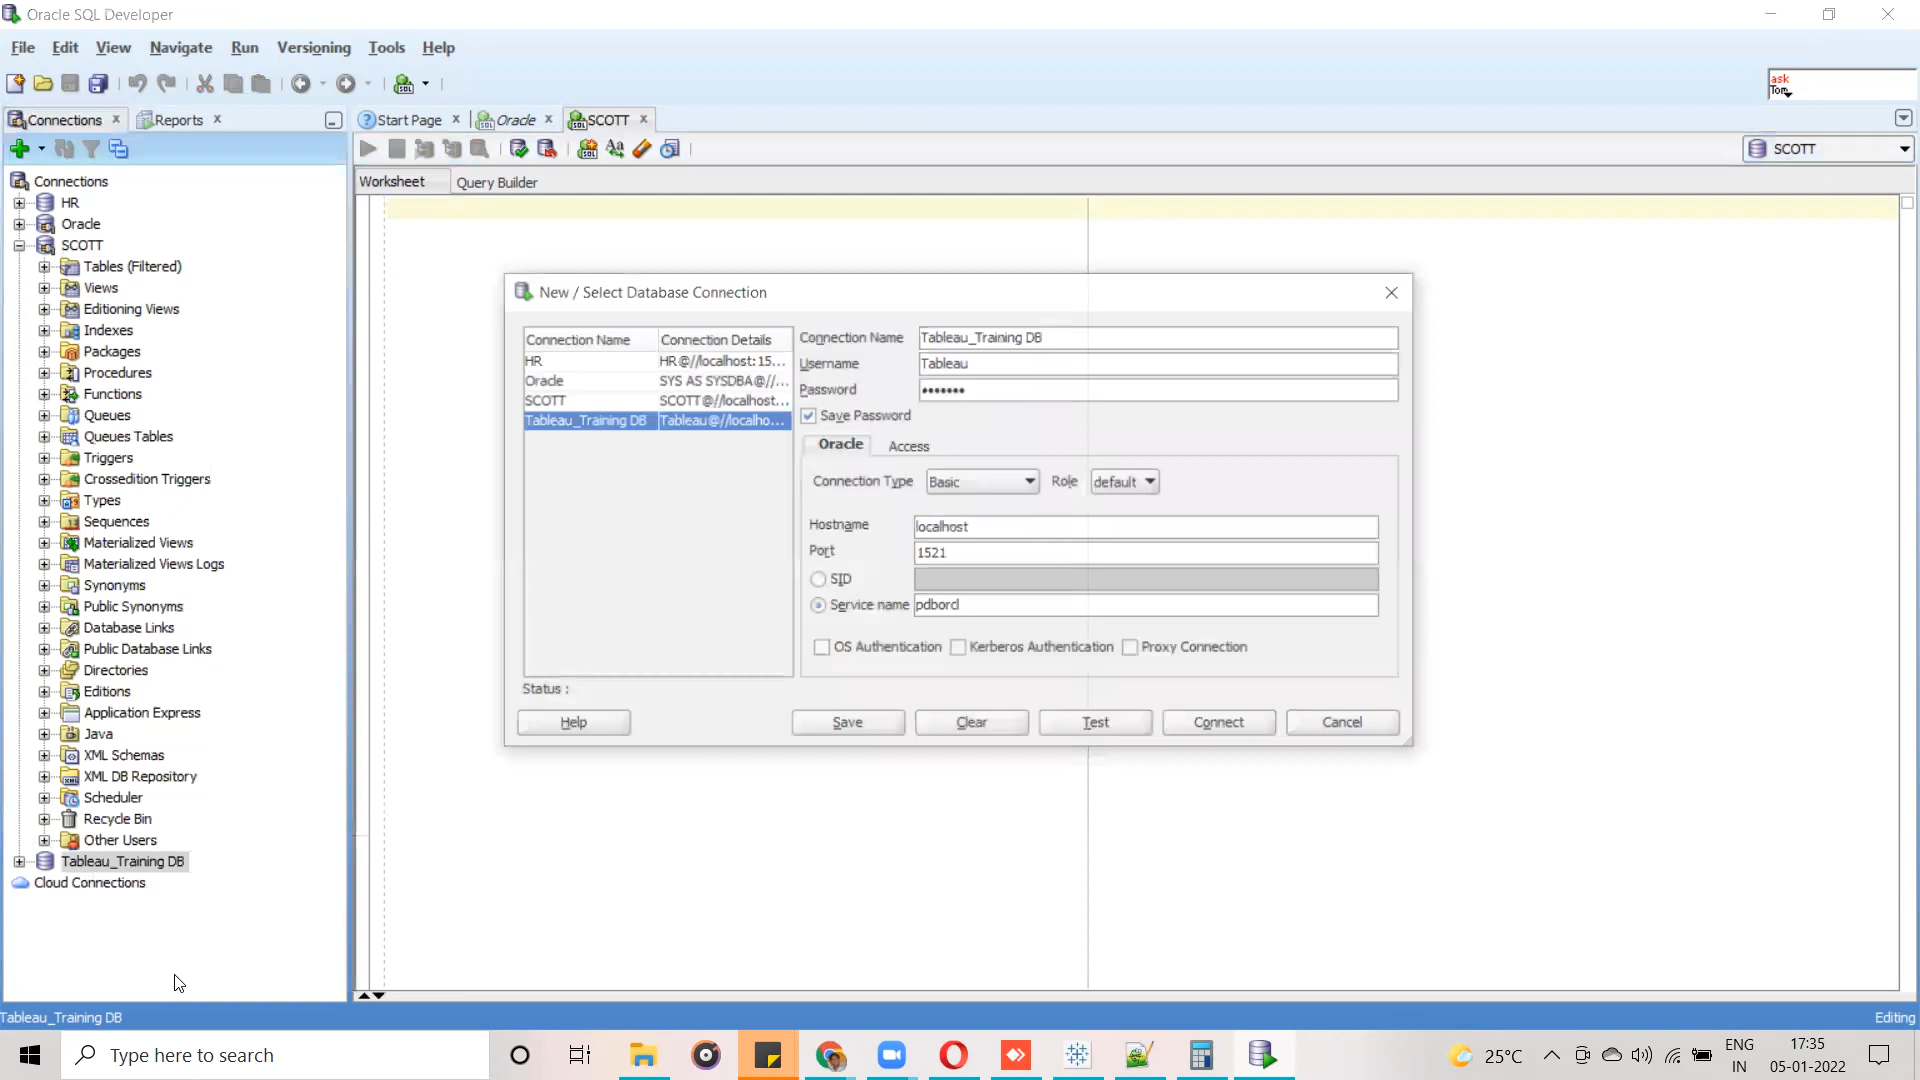 Oracle SQL Developer
File Edit View Navigate Run Versioning Tools Help
ask
Tom
Connections Reports Start Page Oracle SCOTT
SCOTT
Worksheet Query Builder
Connections
HR
Oracle
SCOTT
Tables (Filtered)
Views
Editioning Views
Indexes
Packages
Procedures
Functions
Queues
Queues Tables
Triggers
Crossedition Triggers
Types
Sequences
Materialized Views
Materialized Views Logs
Synonyms
Public Synonyms
Database Links
Public Database Links
Directories
Editions
Application Express
Java
XML Schemas
XML DB Repository
Scheduler
Recycle Bin
Other Users
Tableau_Training DB
Cloud Connections
New / Select Database Connection
Connection Name Connection Details
HR HR@//localhost:15...
Oracle SYS AS SYSDBA@//...
SCOTT SCOTT@//localhost...
Tableau_Training DB Tableau@//localho...
Connection Name Tableau_Training DB
Username Tableau
Password •••••••
Save Password
Oracle Access
Connection Type Basic Role default
Hostname localhost
Port 1521
SID
Service name pdborcl
OS Authentication Kerberos Authentication Proxy Connection
Status :
Help Save Clear Test Connect Cancel
Tableau_Training DB Editing
Type here to search
25°C
ENG
IN
17:35
05-01-2022